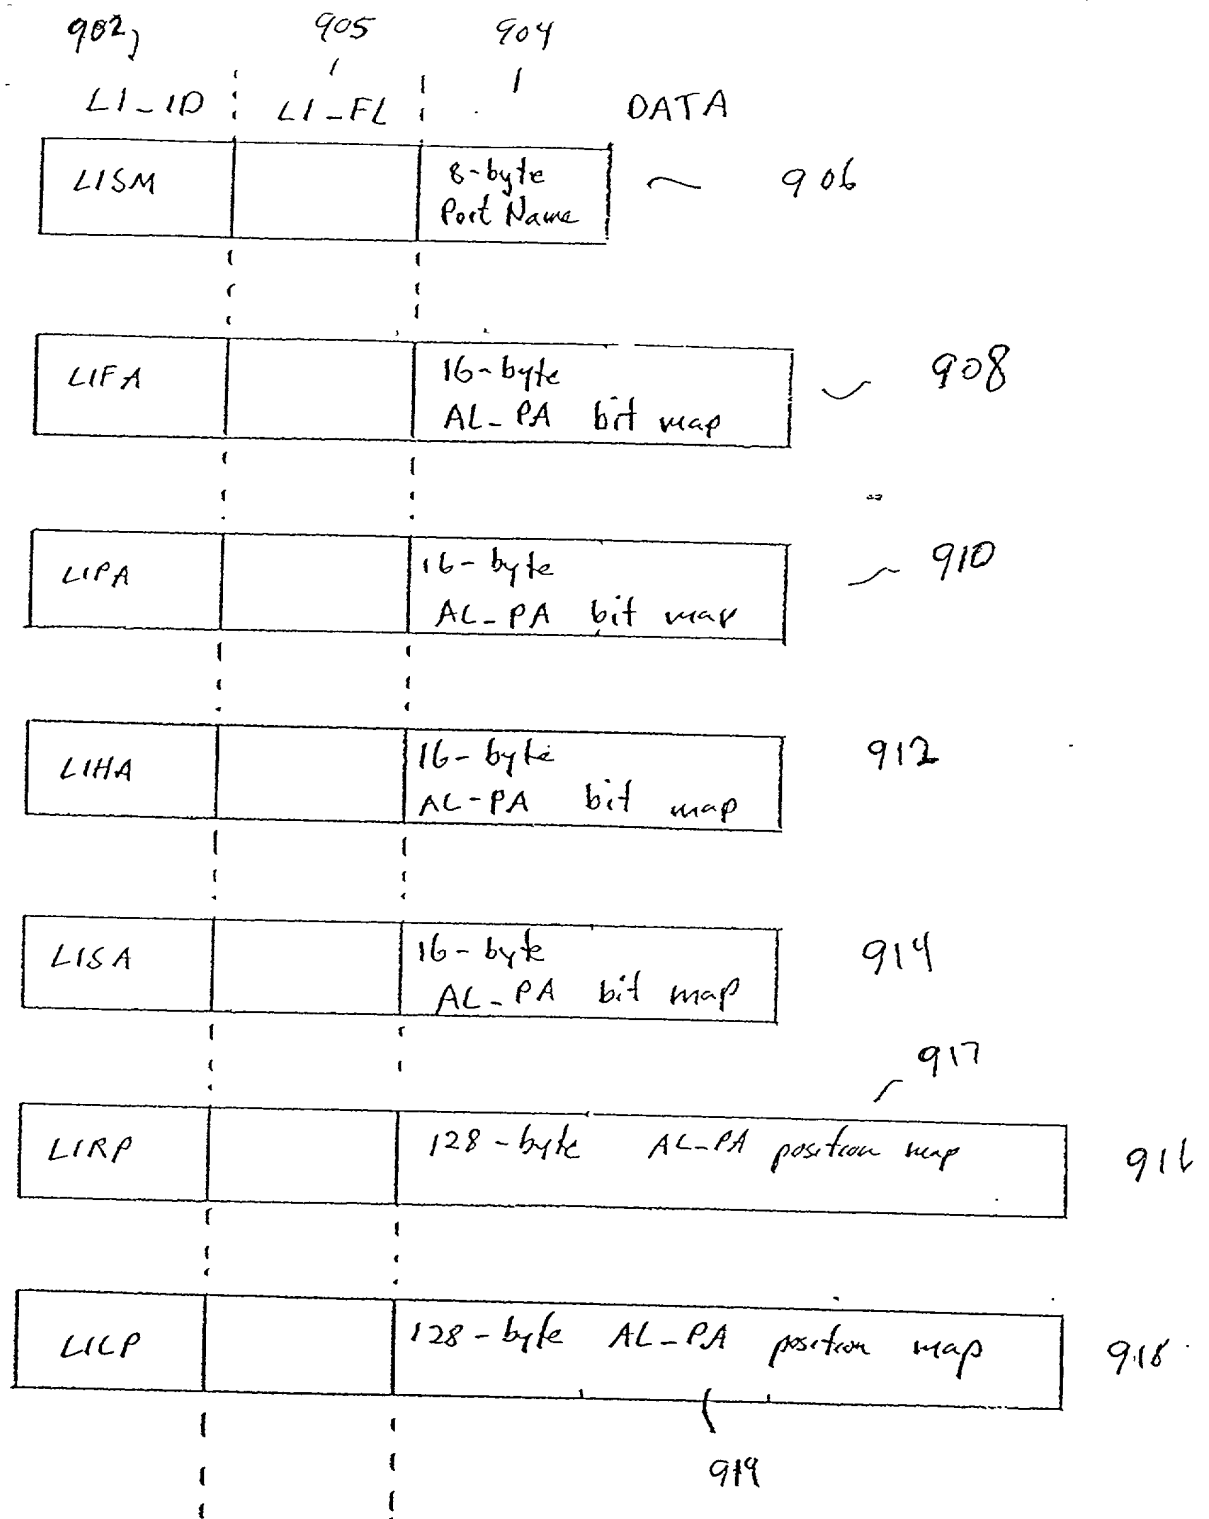 902
905
904
LI_ID
LI_FL
DATA
LISM
8-byte
Port Name
906
LIFA
16-byte
AL_PA bit map
908
LIPA
16-byte
AL_PA bit map
910
LIHA
16-byte
AL-PA bit map
912
LISA
16-byte
AL_PA bit map
914
917
LIRP
128-byte AL_PA position map
916
LILP
128-byte AL_PA position map
918
919